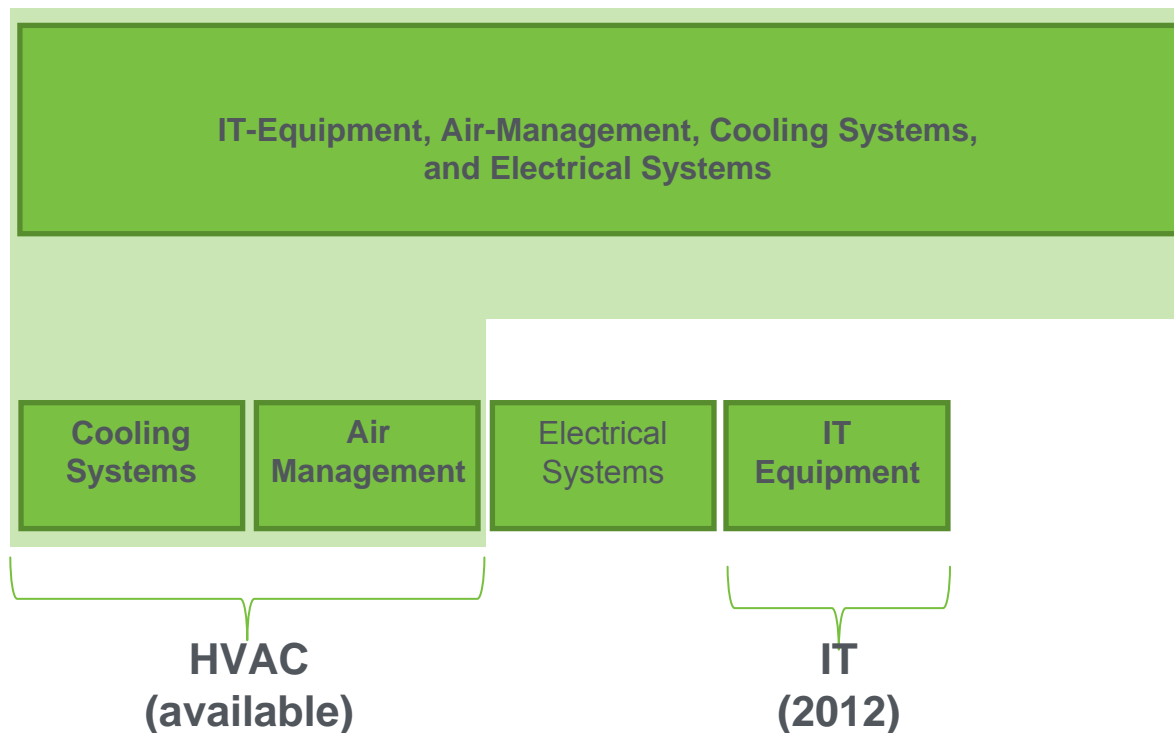 IT-Equipment, Air-Management, Cooling Systems,
and Electrical Systems
Cooling
Systems
Air
Management
Electrical
Systems
IT
Equipment
HVAC
(available)
IT
(2012)